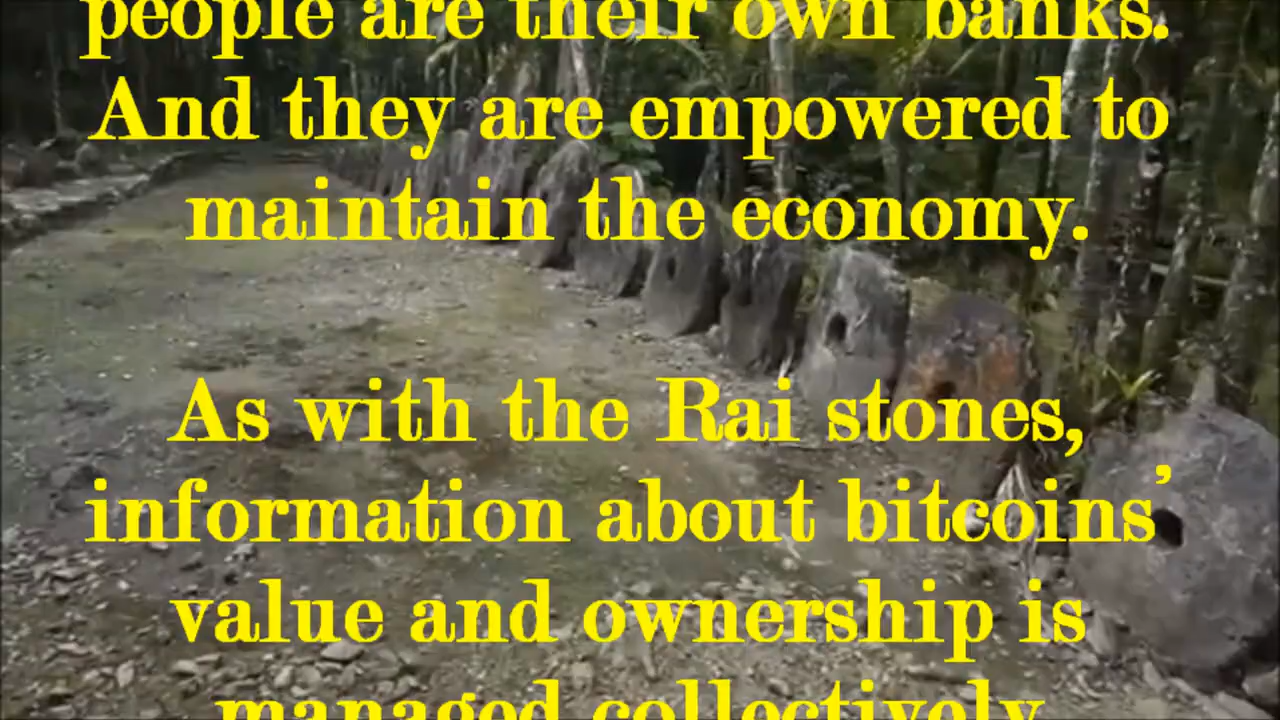 people are their own banks.
And they are empowered to
maintain the economy.
As with the Rai stones,
information about bitcoins’
value and ownership is
managed collectively